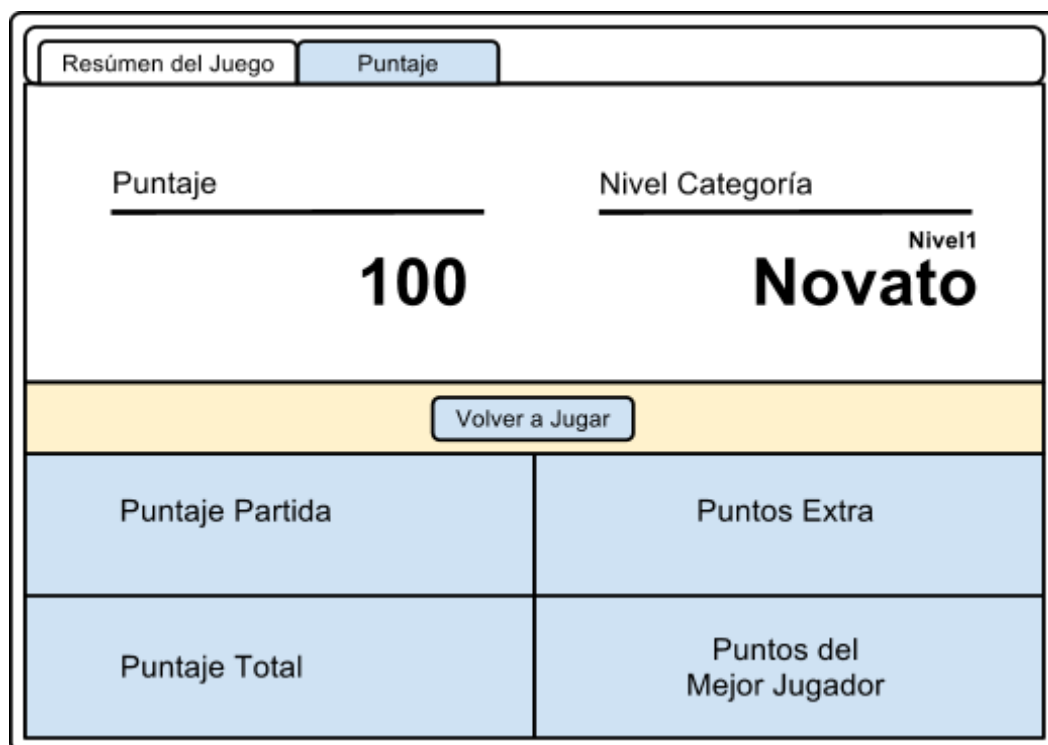 Resúmen del Juego
Puntaje
Puntaje
Nivel Categoría
100
Nivel1
Novato
Volver a Jugar
Puntaje Partida
Puntos Extra
Puntaje Total
Puntos del
Mejor Jugador